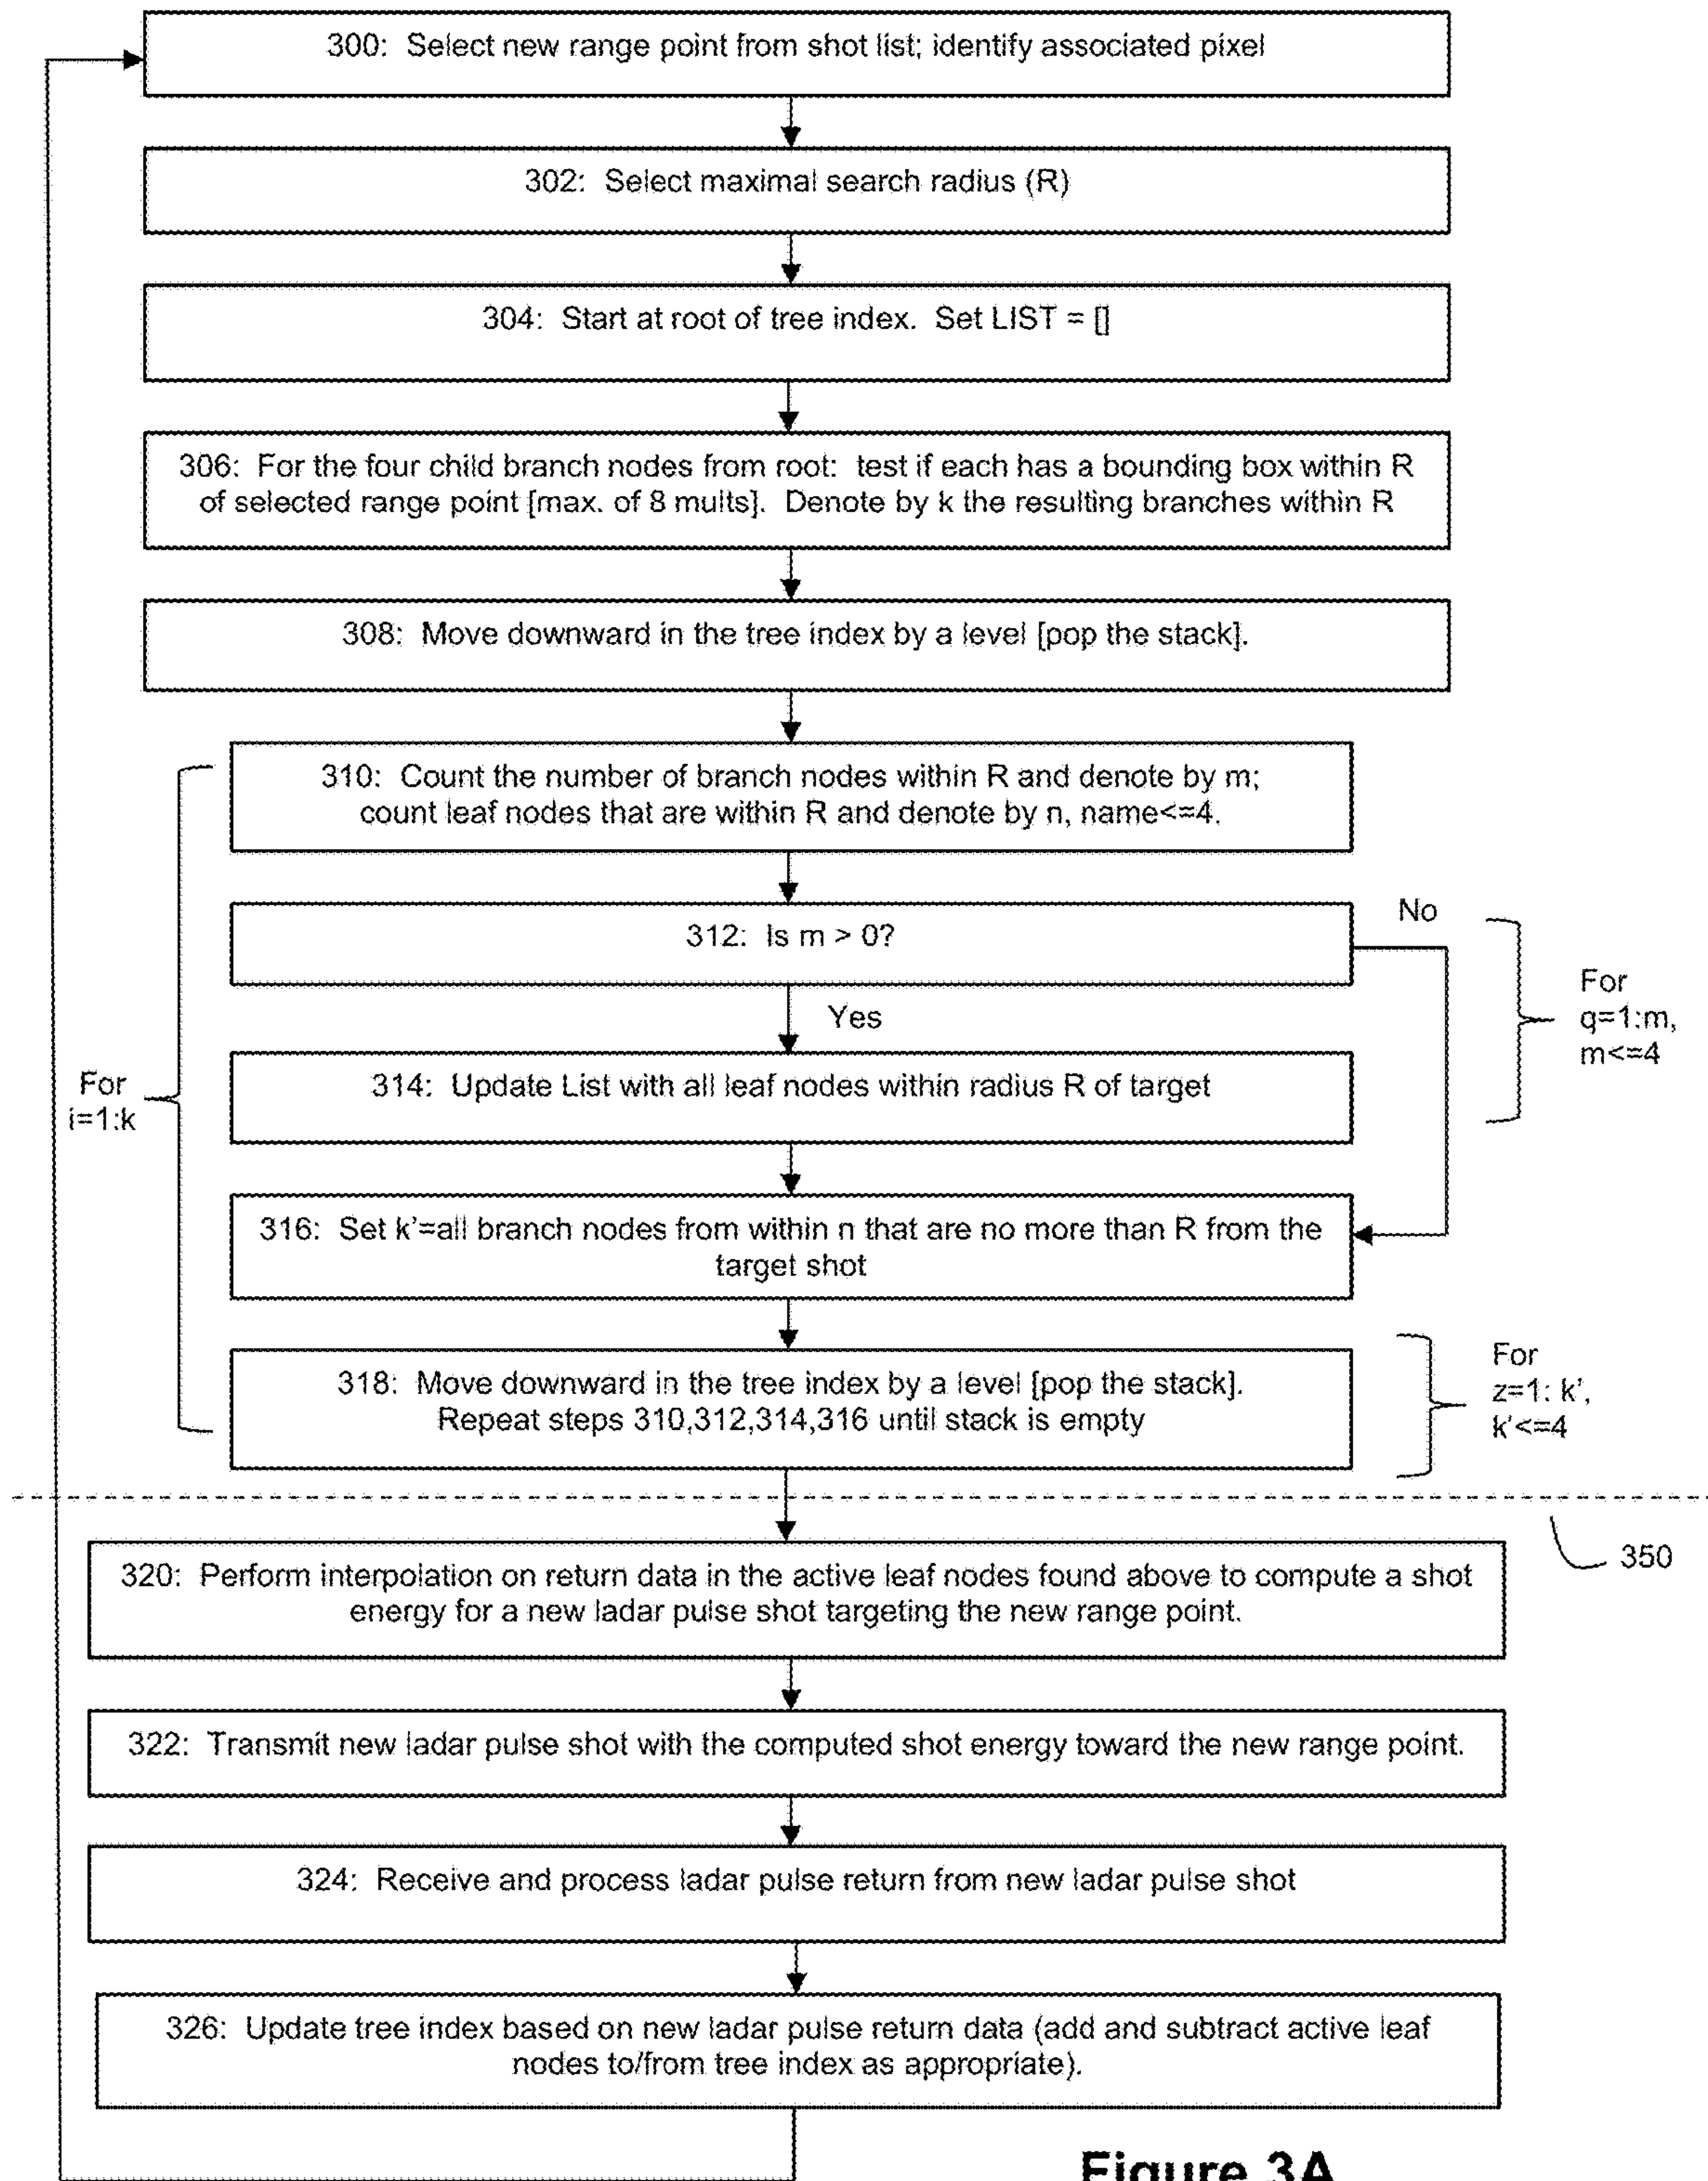 300: Select new range point from shot list; identify associated pixel
302: Select maximal search radius (R)
304: Start at root of tree index. Set LIST = []
306: For the four child branch nodes from root: test if each has a bounding box within R
of selected range point [max. of 8 mults]. Denote by k the resulting branches within R
308: Move downward in the tree index by a level [pop the stack].
310: Count the number of branch nodes within R and denote by m;
count leaf nodes that are within R and denote by n, name<=4.
312: Is m > 0?
No
Yes
For
q=1:m,
m<=4
314: Update List with all leaf nodes within radius R of target
For
i=1:k
316: Set k'=all branch nodes from within n that are no more than R from the
target shot
318: Move downward in the tree index by a level [pop the stack].
Repeat steps 310,312,314,316 until stack is empty
For
z=1: k',
k'<=4
350
320: Perform interpolation on return data in the active leaf nodes found above to compute a shot
energy for a new ladar pulse shot targeting the new range point.
322: Transmit new ladar pulse shot with the computed shot energy toward the new range point.
324: Receive and process ladar pulse return from new ladar pulse shot
326: Update tree index based on new ladar pulse return data (add and subtract active leaf
nodes to/from tree index as appropriate).
Figure 3A